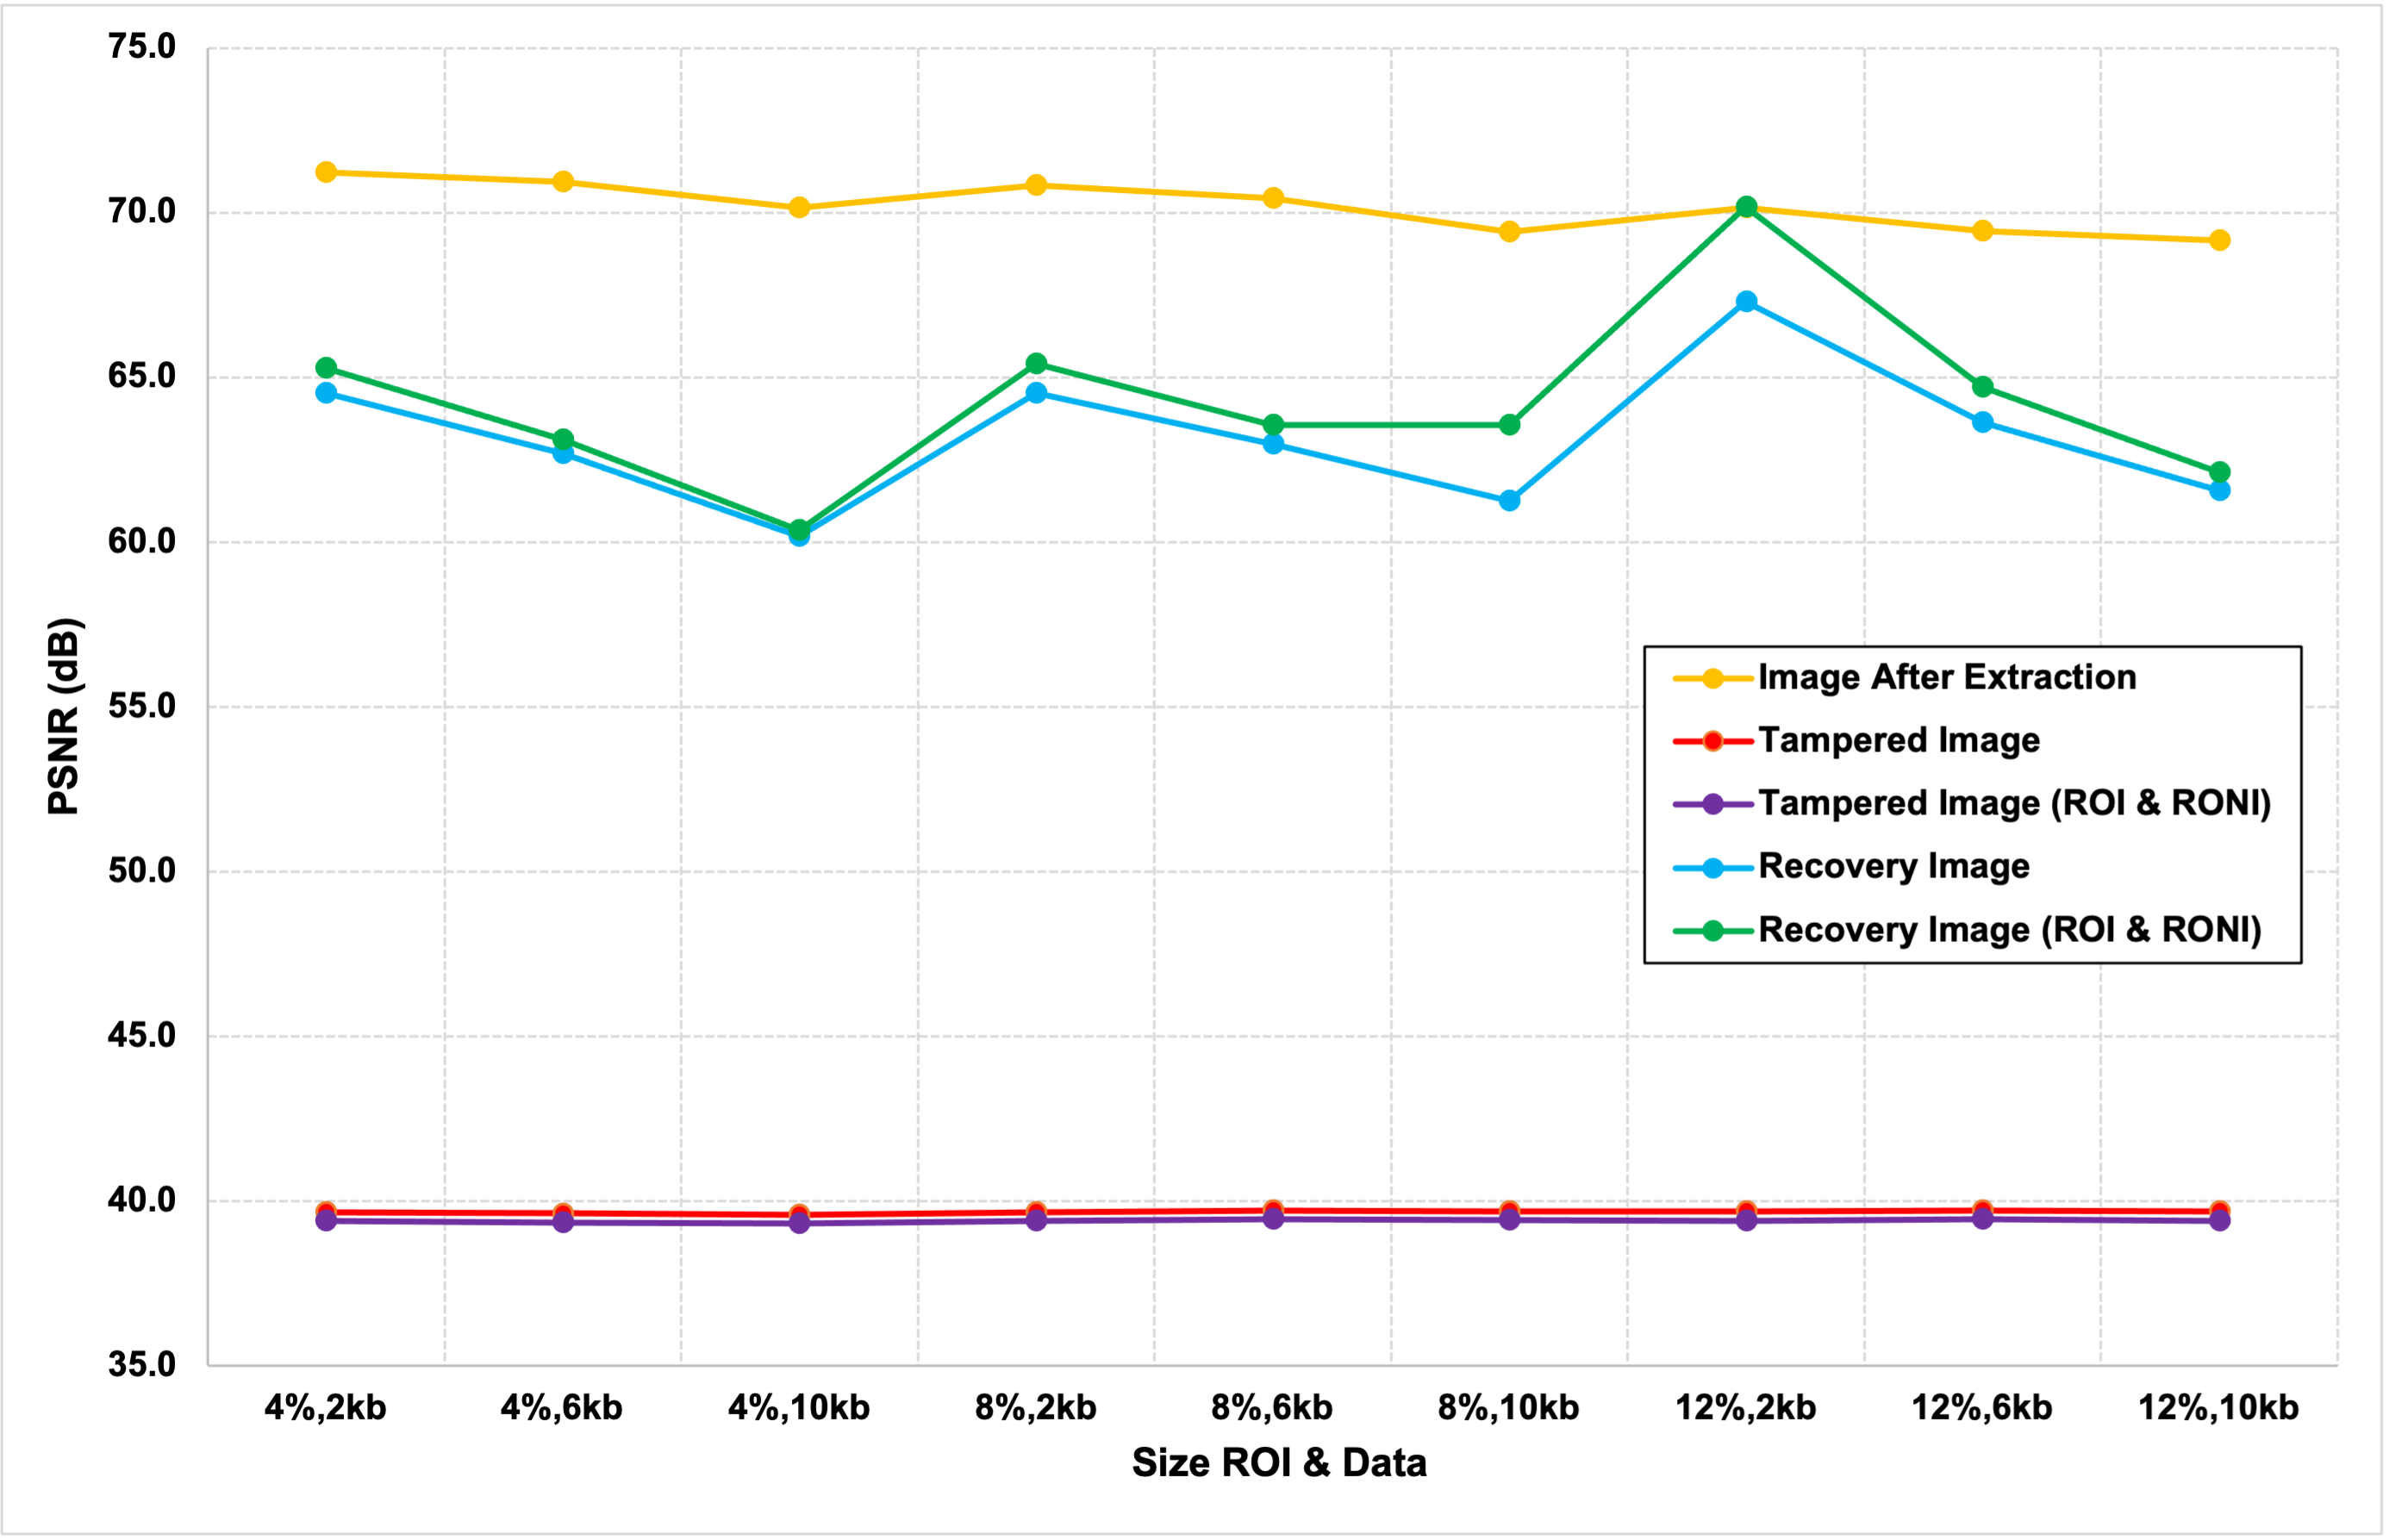 75.0
70.0
65.0
60.0
55.0
50.0
45.0
40.0
35.0
PSNR (dB)
Image After Extraction
Tampered Image
Tampered Image (ROI & RONI)
Recovery Image
Recovery Image (ROI & RONI)
4%,2kb 4%,6kb 4%,10kb 8%,2kb 8%,6kb 8%,10kb 12%,2kb 12%,6kb 12%,10kb
Size ROI & Data